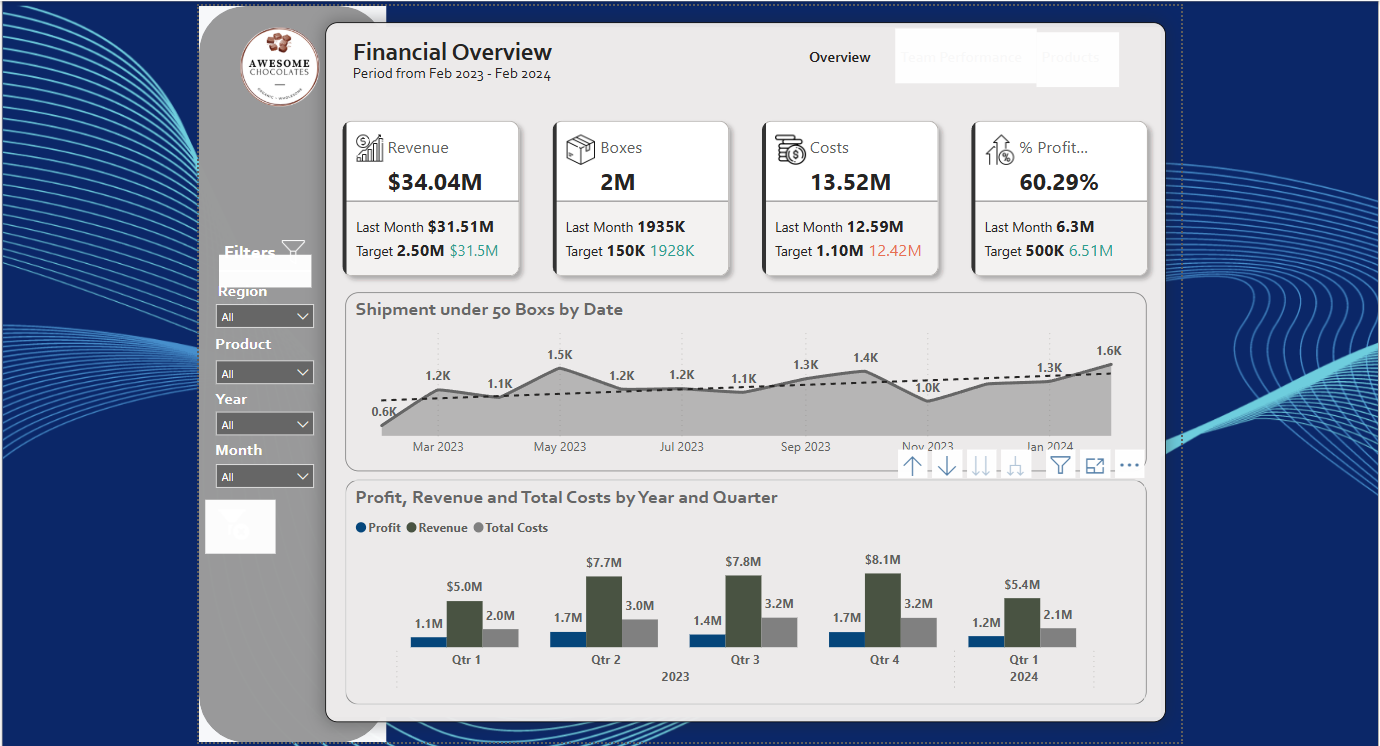 AWESOME
CHOCOLATES
ORGANIC • WHOLESOME
Financial Overview
Period from Feb 2023 - Feb 2024
Overview
Team Performance
Products
Revenue
$34.04M
Last Month $31.51M
Target 2.50M $31.5M
Boxes
2M
Last Month 1935K
Target 150K 1928K
Costs
13.52M
Last Month 12.59M
Target 1.10M 12.42M
% Profit...
60.29%
Last Month 6.3M
Target 500K 6.51M
Filters
Region
All
Product
All
Year
All
Month
All
Shipment under 50 Boxs by Date
0.6K
1.2K
1.1K
1.5K
1.2K
1.2K
1.1K
1.3K
1.4K
1.0K
1.3K
1.6K
Mar 2023
May 2023
Jul 2023
Sep 2023
Nov 2023
Jan 2024
Profit, Revenue and Total Costs by Year and Quarter
Profit Revenue Total Costs
1.1M
$5.0M
2.0M
1.7M
$7.7M
3.0M
1.4M
$7.8M
3.2M
1.7M
$8.1M
3.2M
1.2M
$5.4M
2.1M
Qtr 1
Qtr 2
Qtr 3
Qtr 4
Qtr 1
2023
2024